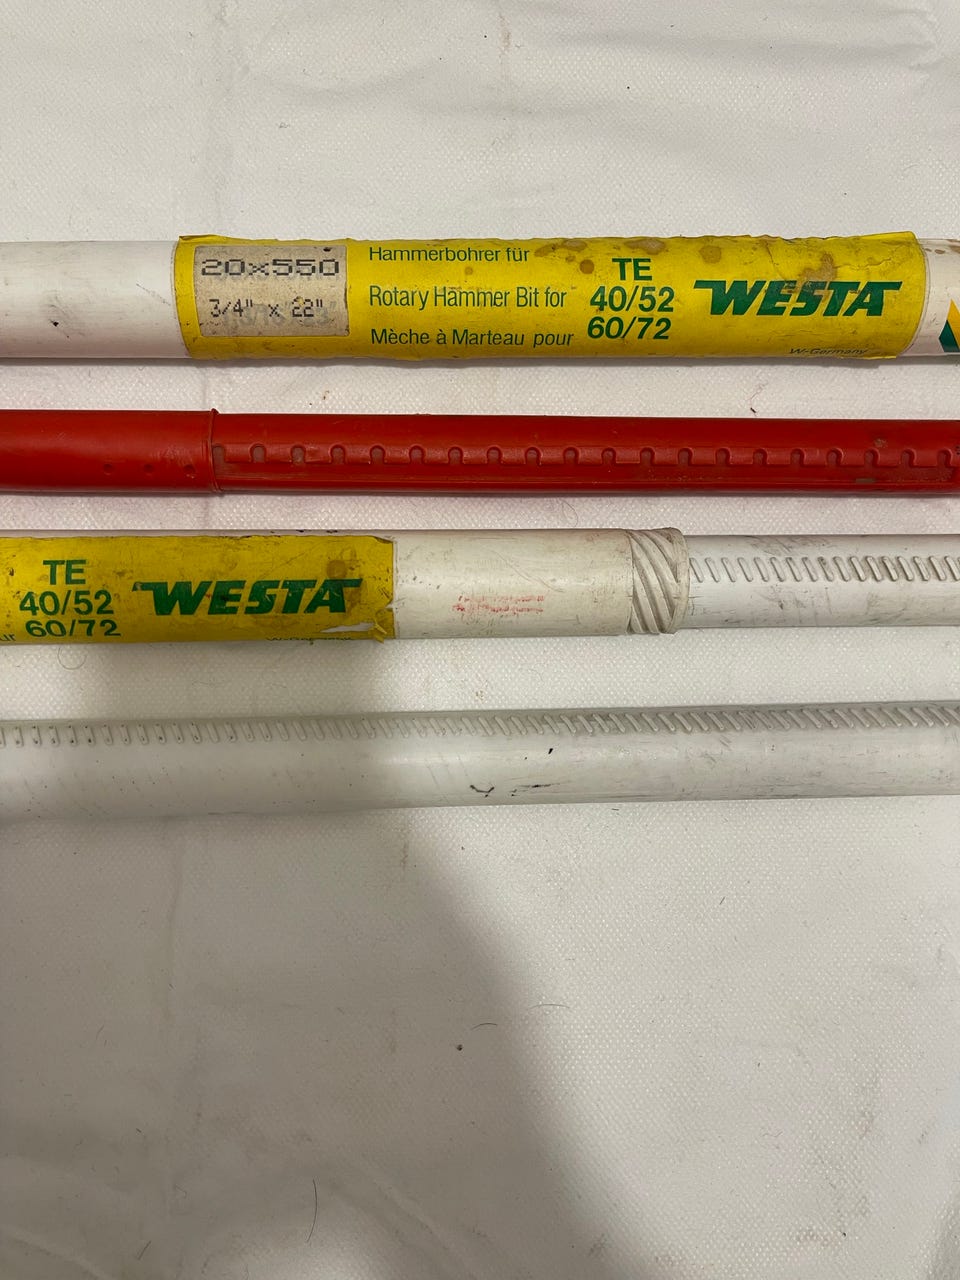 20x550
3/4" x 22"
Hammerbohrer für
Rotary Hammer Bit for
Mèche à Marteau pour
TE
40/52
60/72
WESTA
W-Germany
TE
40/52
60/72
WESTA
W-Germany